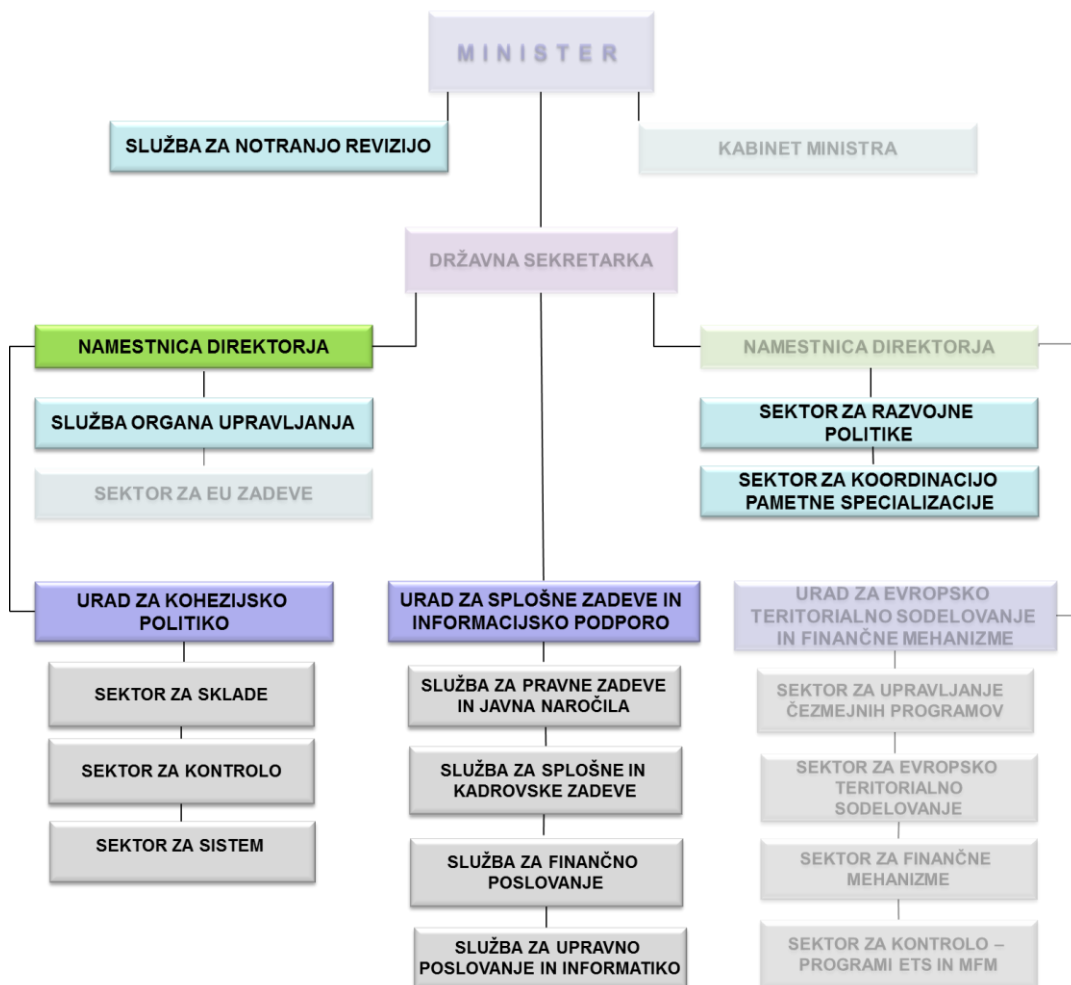 MINISTER
SLUŽBA ZA NOTRANJO REVIZIJO
KABINET MINISTRA
DRŽAVNA SEKRETARKA
NAMESTNICA DIREKTORJA
NAMESTNICA DIREKTORJA
SLUŽBA ORGANA UPRAVLJANJA
SEKTOR ZA RAZVOJNE
POLITIKE
SEKTOR ZA EU ZADEVE
SEKTOR ZA KOORDINACIJO
PAMETNE SPECIALIZACIJE
URAD ZA KOHEZIJSKO
POLITIKO
URAD ZA SPLOŠNE ZADEVE IN
INFORMACIJSKO PODPORO
URAD ZA EVROPSKO
TERITORIALNO SODELOVANJE
IN FINANČNE MEHANIZME
SEKTOR ZA SKLADE
SEKTOR ZA KONTROLO
SEKTOR ZA SISTEM
SLUŽBA ZA PRAVNE ZADEVE
IN JAVNA NAROČILA
SLUŽBA ZA SPLOŠNE IN
KADROVSKE ZADEVE
SLUŽBA ZA FINANČNO
POSLOVANJE
SLUŽBA ZA UPRAVNO
POSLOVANJE IN INFORMATIKO
SEKTOR ZA UPRAVLJANJE
ČEZMEJNIH PROGRAMOV
SEKTOR ZA EVROPSKO
TERITORIALNO
SODELOVANJE
SEKTOR ZA FINANČNE
MEHANIZME
SEKTOR ZA KONTROLO –
PROGRAMI ETS IN MFM